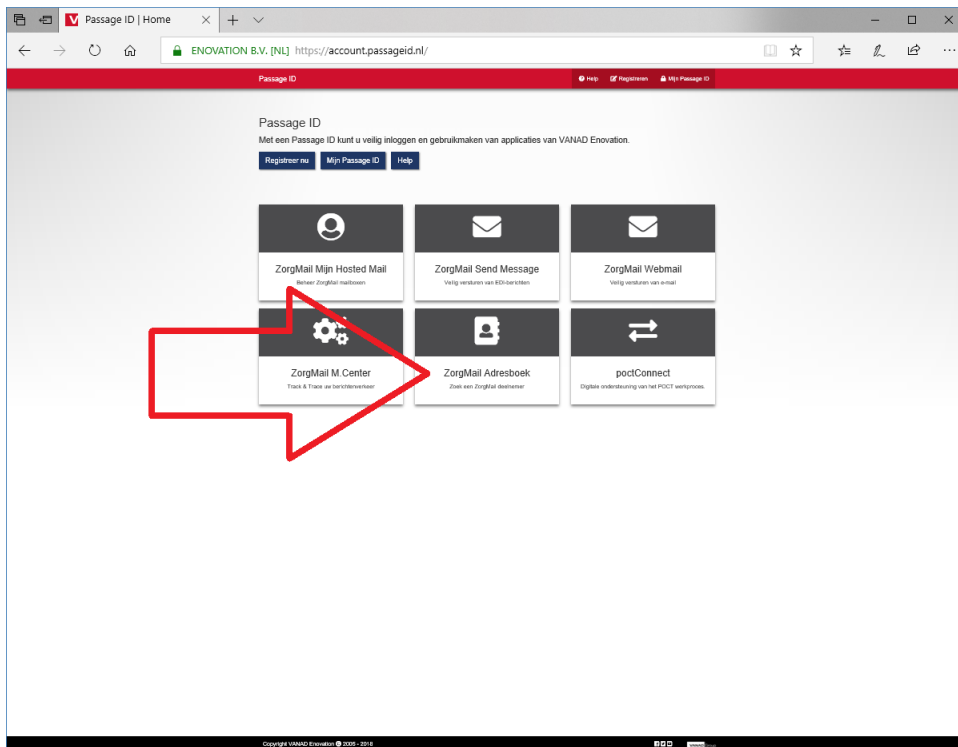 Passage ID | Home
ENOVATION B.V. [NL] https://account.passageid.nl/
Passage ID
Help Registreren Mijn Passage ID
Passage ID
Met een Passage ID kunt u veilig inloggen en gebruikmaken van applicaties van VANAD Enovation.
Registreer nu Mijn Passage ID Help
ZorgMail Mijn Hosted Mail
Beheer ZorgMail mailboxen
ZorgMail Send Message
Veilig versturen van EDI-berichten
ZorgMail Webmail
Veilig versturen van e-mail
ZorgMail M.Center
Track & Trace uw berichtenverkeer
ZorgMail Adresboek
Zoek een ZorgMail deelnemer
poctConnect
Digitale ondersteuning van het POCT werkproces.
Copyright VANAD Enovation © 2005 - 2018